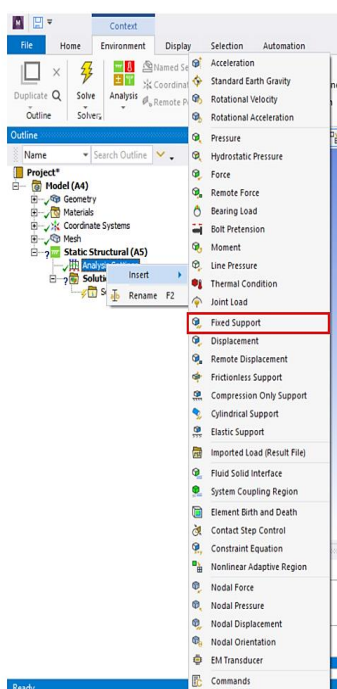 Context
File Home Environment Display Selection Automation
Duplicate
Outline
Solve
Solver
Analysis
Named Se
Coordinat
Remote P
Outline
Name Search Outline
Project*
Model (A4)
Geometry
Materials
Coordinate Systems
Mesh
Static Structural (A5)
Analysis Settings
Solutio
S
Insert
Rename F2
Acceleration
Standard Earth Gravity
Rotational Velocity
Rotational Acceleration
Pressure
Hydrostatic Pressure
Force
Remote Force
Bearing Load
Bolt Pretension
Moment
Line Pressure
Thermal Condition
Joint Load
Fixed Support
Displacement
Remote Displacement
Frictionless Support
Compression Only Support
Cylindrical Support
Elastic Support
Imported Load (Result File)
Fluid Solid Interface
System Coupling Region
Element Birth and Death
Contact Step Control
Constraint Equation
Nonlinear Adaptive Region
Nodal Force
Nodal Pressure
Nodal Displacement
Nodal Orientation
EM Transducer
Commands
Ready